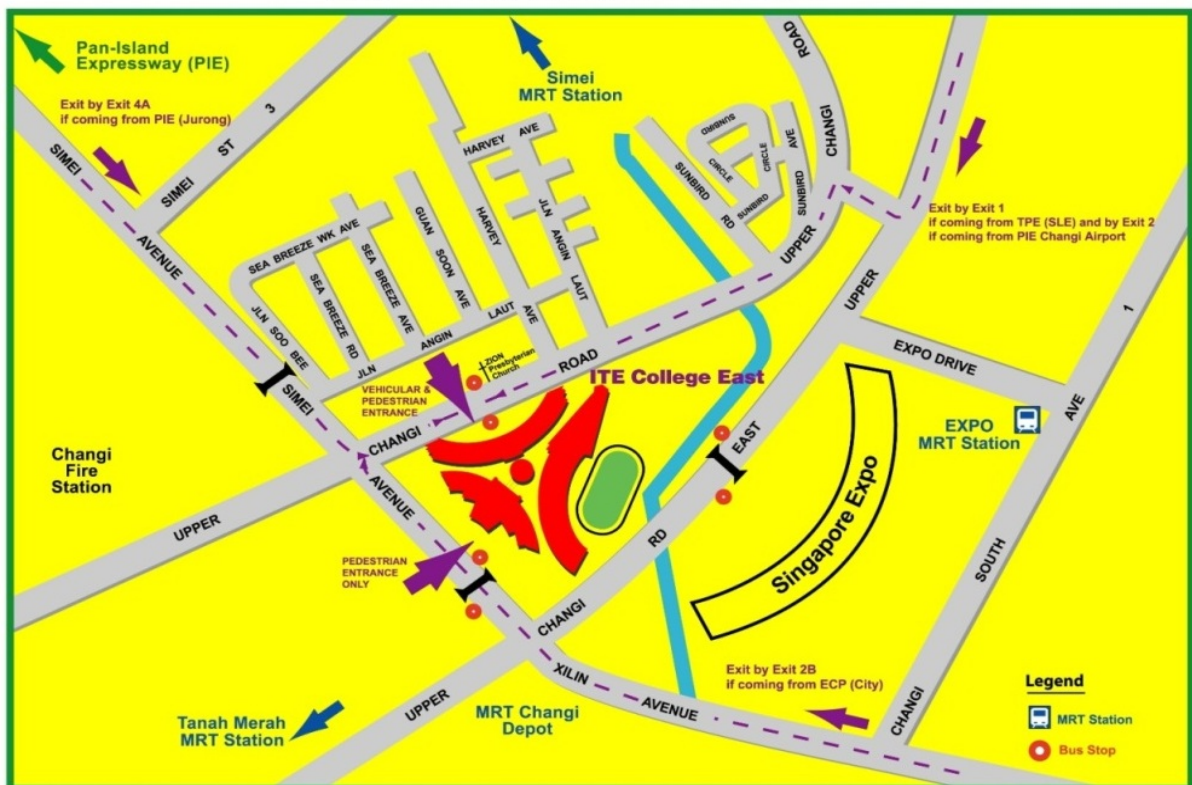 Pan-Island
Expressway (PIE)
Exit by Exit 4A
if coming from PIE (Jurong)
SIMEI ST 3
Simei
MRT Station
SIMEI AVENUE
SEA BREEZE WK AVE
SEA BREEZE RD
SEA BREEZE AVE
GUAN SOON AVE
HARVEY AVE
HARVEY AVE
JLN ANGIN LAUT
JLN ANGIN LAUT
JLN SOO BEE
SUNBIRD RD
SUNBIRD CIRCLE
SUNBIRD CIRCLE
SUNBIRD AVE
UPPER CHANGI ROAD
Exit by Exit 1
if coming from TPE (SLE) and by Exit 2
if coming from PIE Changi Airport
UPPER CHANGI ROAD
ZION
Presbyterian
Church
VEHICULAR &
PEDESTRIAN
ENTRANCE
ITE College East
EXPO DRIVE
EXPO
MRT Station
Changi
Fire
Station
SIMEI AVENUE
PEDESTRIAN
ENTRANCE
ONLY
UPPER CHANGI RD EAST
UPPER
Singapore Expo
CHANGI SOUTH AVE 1
XILIN AVENUE
Exit by Exit 2B
if coming from ECP (City)
Tanah Merah
MRT Station
MRT Changi
Depot
Legend
MRT Station
Bus Stop